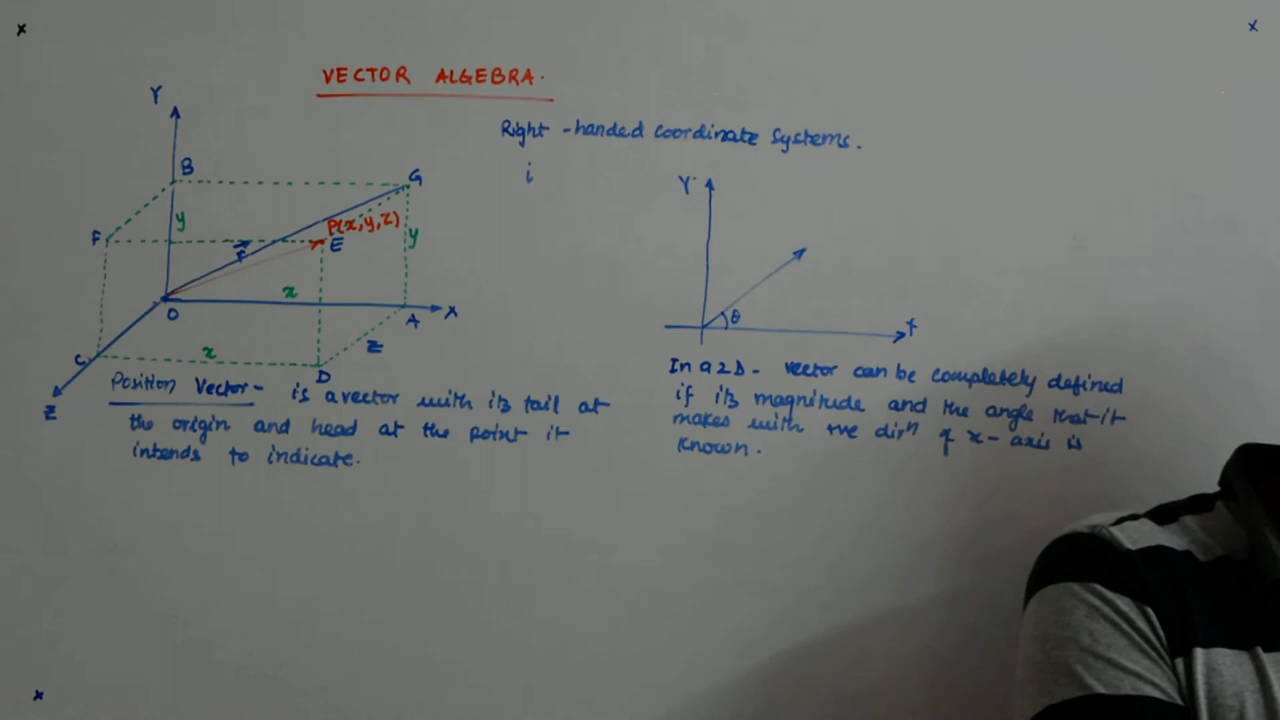 VECTOR ALGEBRA.
Right-handed coordinate systems.
i
Y
B
G
y
P(x,y,z)
F
E
y
r
x
O
A
X
C
x
z
D
Z
Position Vector - is a vector with its tail at
the origin and head at the point it
intends to indicate.
Y
θ
X
In a 2D - vector can be completely defined
if its magnitude and the angle that it
makes with +ve dirn of x-axis is
known.